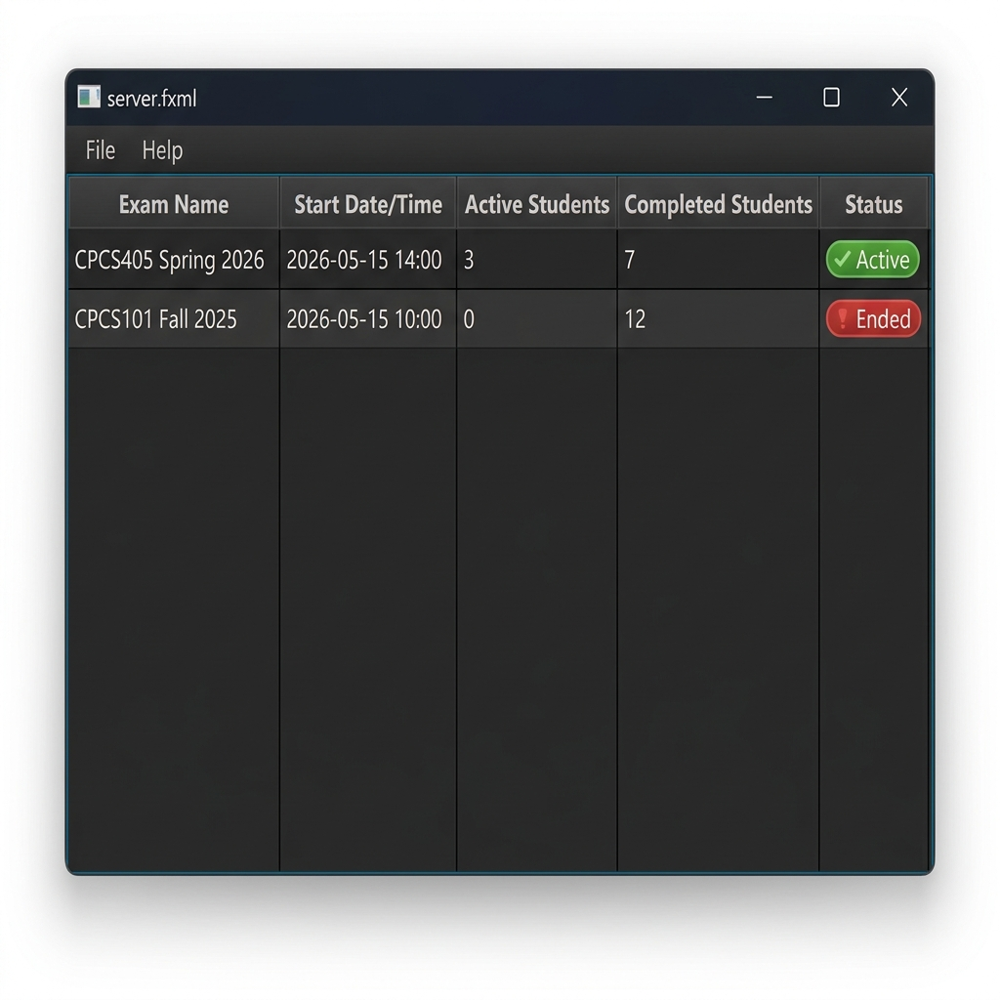 server.fxml
File Help
Exam Name Start Date/Time Active Students Completed Students Status
CPCS405 Spring 2026 2026-05-15 14:00 3 7 Active
CPCS101 Fall 2025 2026-05-15 10:00 0 12 Ended